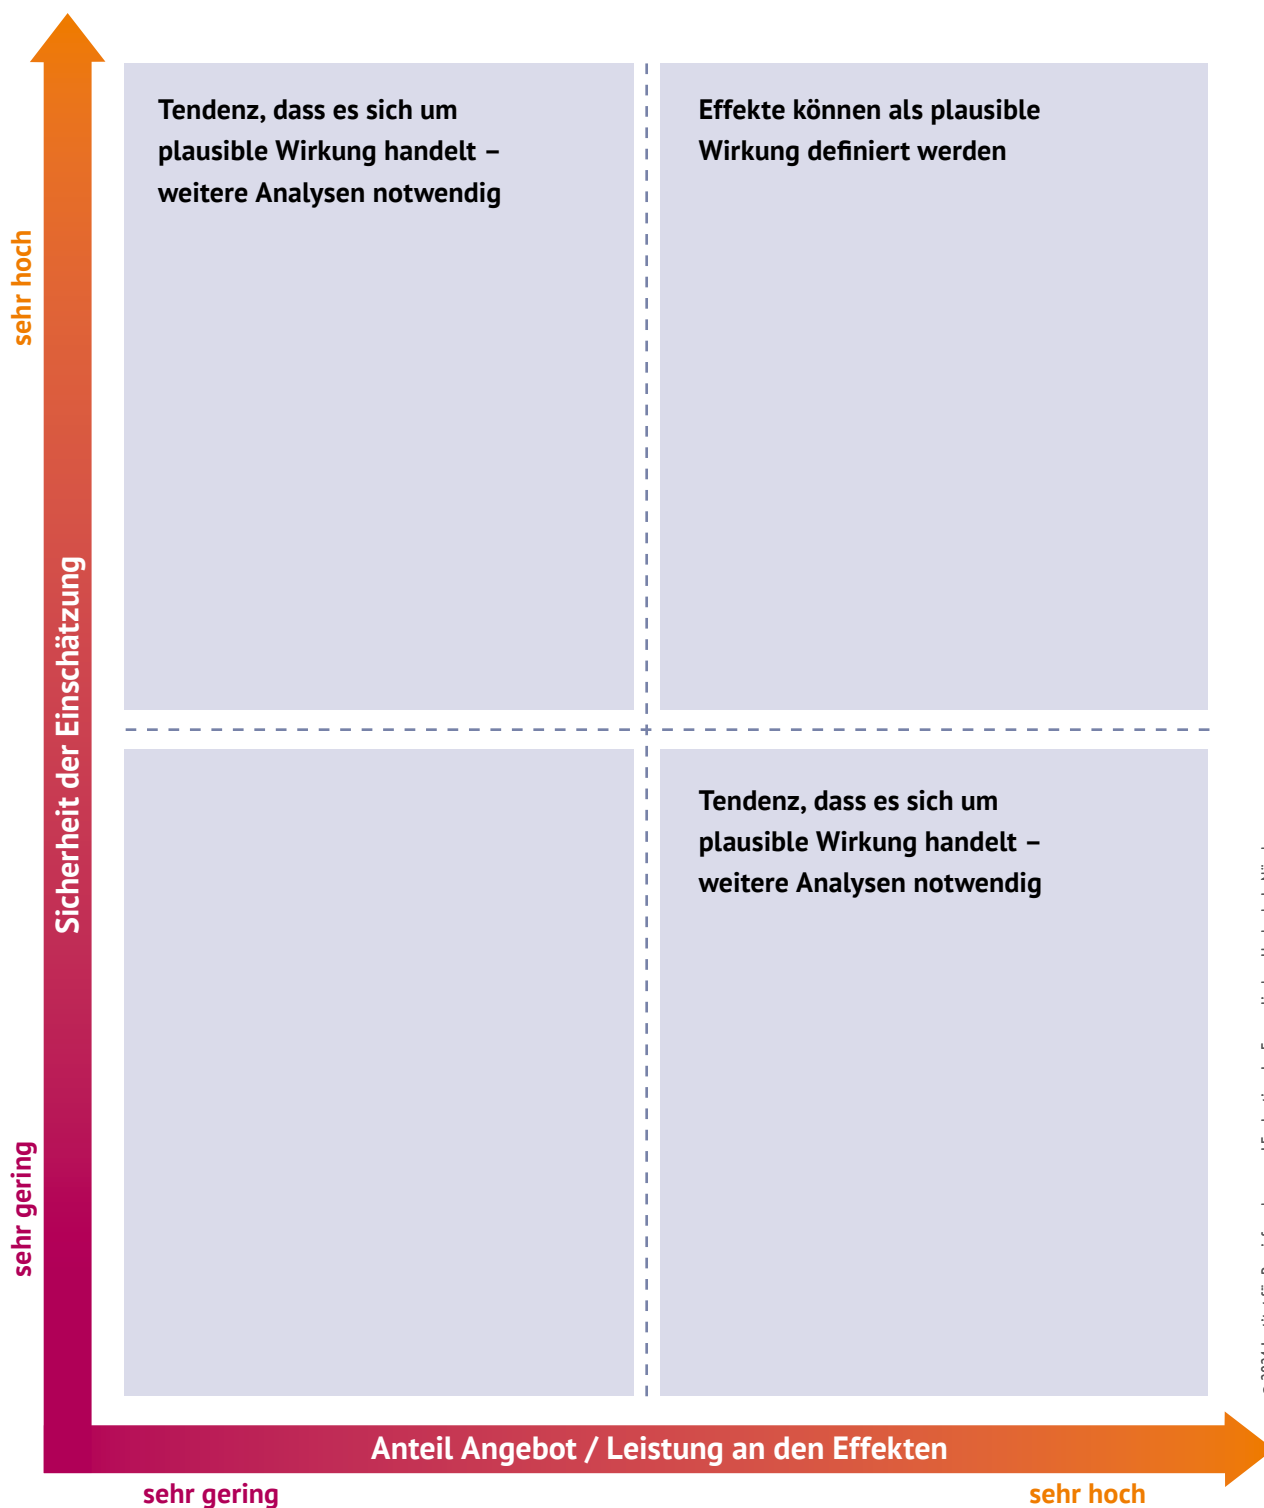 Tendenz, dass es sich um
plausible Wirkung handelt –
weitere Analysen notwendig
Effekte können als plausible
Wirkung definiert werden
sehr hoch
Sicherheit der Einschätzung
Tendenz, dass es sich um
plausible Wirkung handelt –
weitere Analysen notwendig
sehr gering
Anteil Angebot / Leistung an den Effekten
sehr gering
sehr hoch